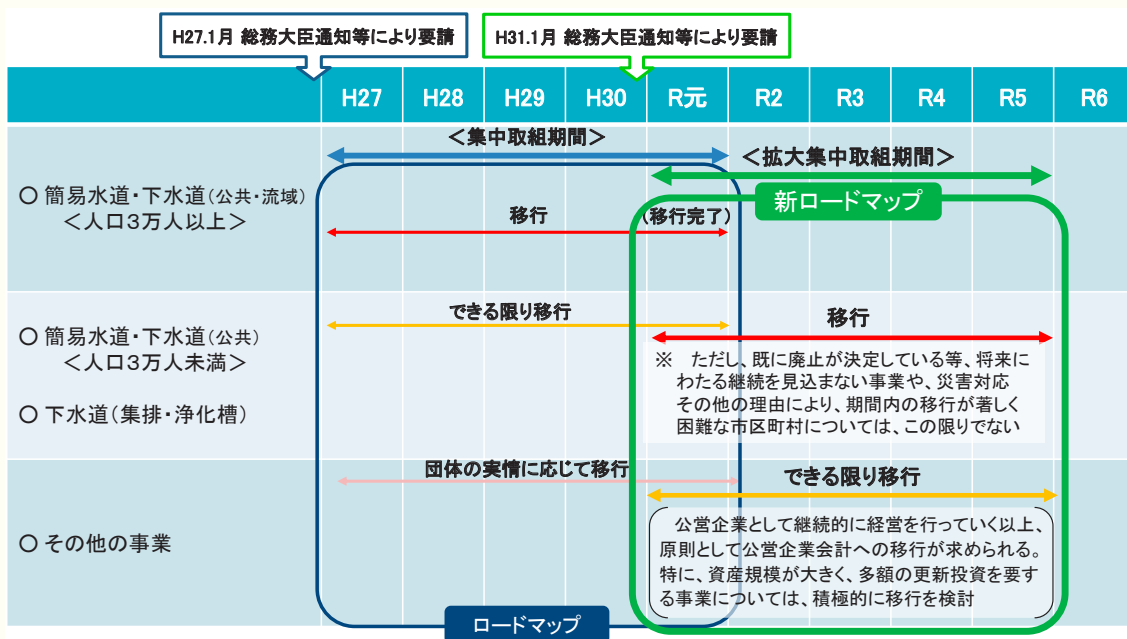 H27.1月 総務大臣通知等により要請
H31.1月 総務大臣通知等により要請
H27 H28 H29 H30 R元 R2 R3 R4 R5 R6
＜集中取組期間＞
＜拡大集中取組期間＞
新ロードマップ
○ 簡易水道・下水道(公共・流域)
＜人口３万人以上＞
移行
(移行完了)
○ 簡易水道・下水道(公共)
＜人口３万人未満＞
○ 下水道(集排・浄化槽)
できる限り移行
移行
※ ただし、既に廃止が決定している等、将来に
わたる継続を見込まない事業や、災害対応
その他の理由により、期間内の移行が著しく
困難な市区町村については、この限りでない
○ その他の事業
団体の実情に応じて移行
できる限り移行
公営企業として継続的に経営を行っていく以上、
原則として公営企業会計への移行が求められる。
特に、資産規模が大きく、多額の更新投資を要す
る事業については、積極的に移行を検討
ロードマップ